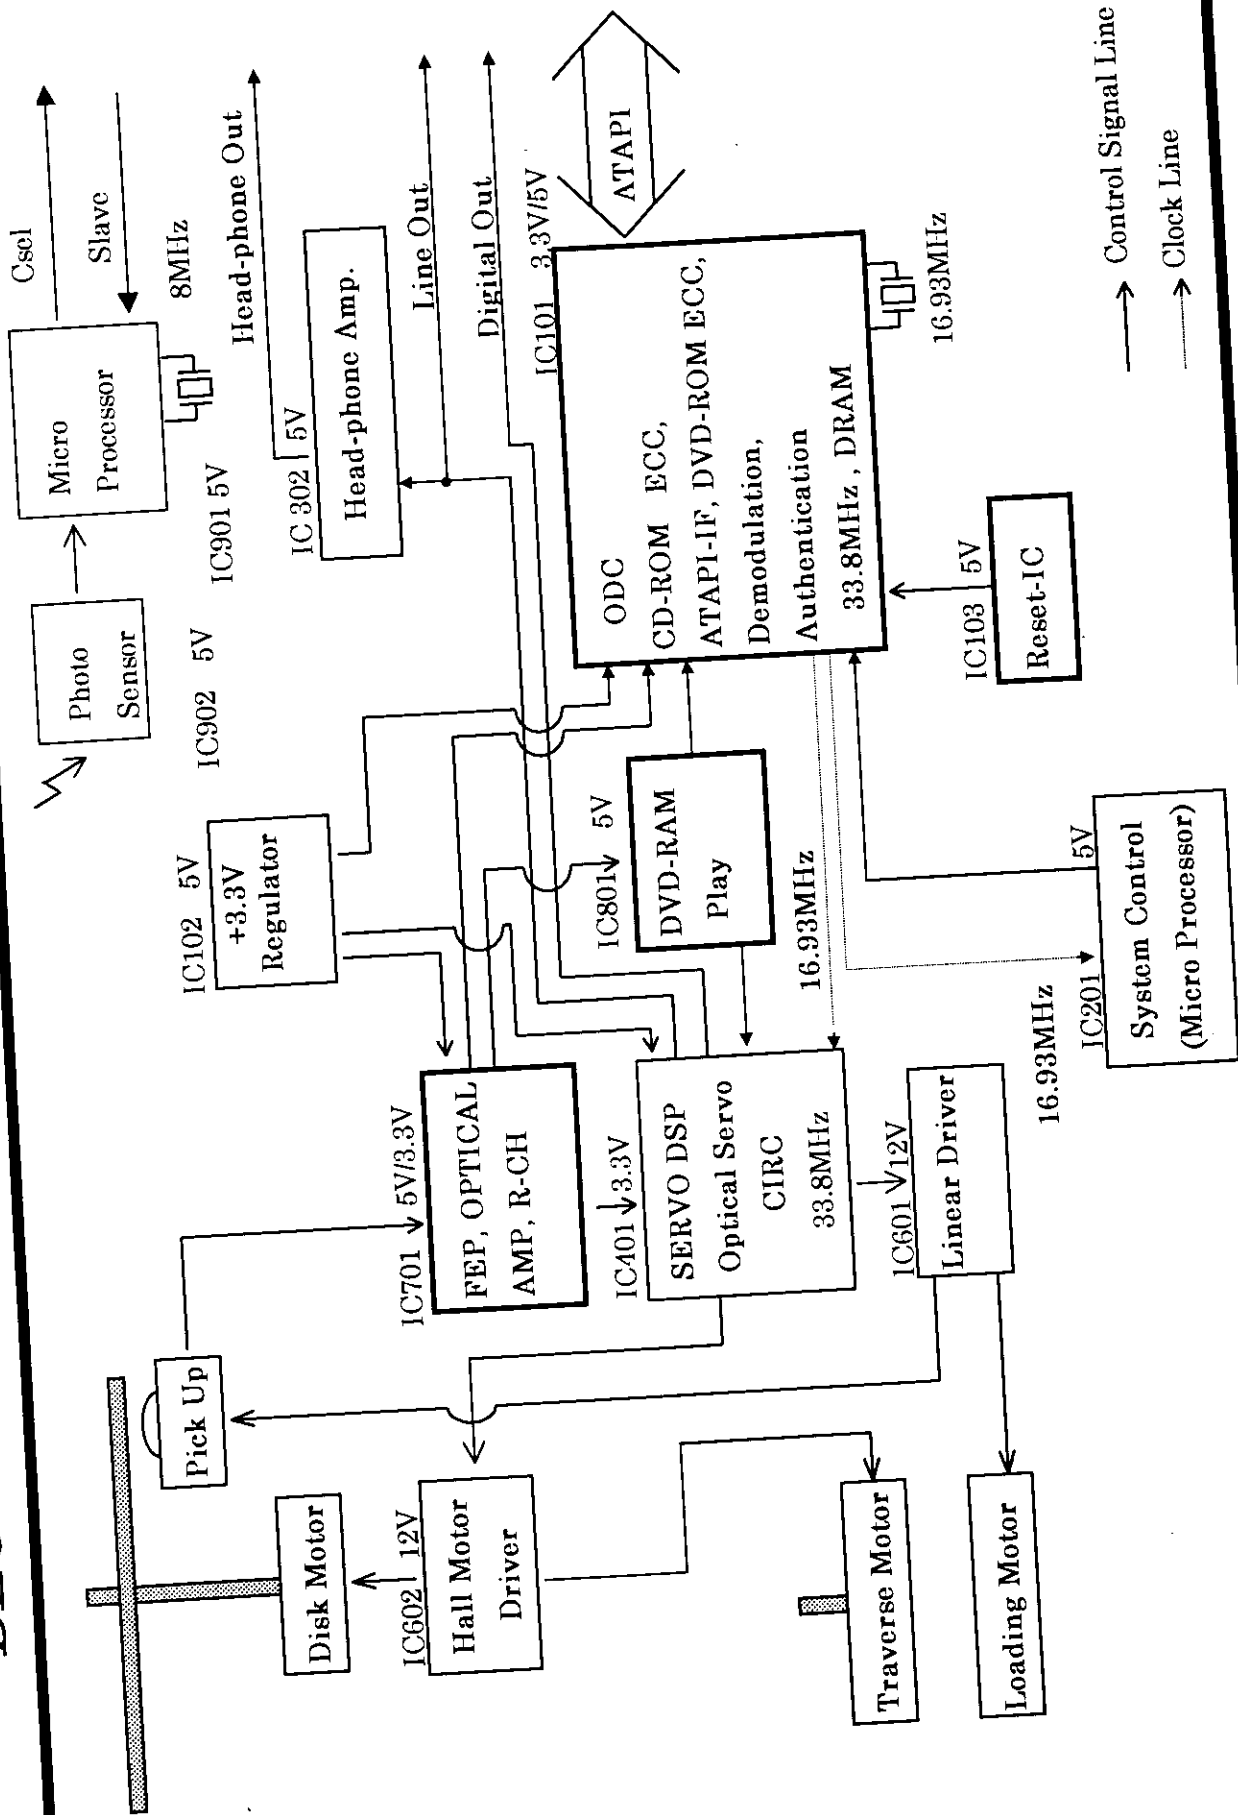 Csel
Slave
8MHz
Micro
Processor
IC901 5V
Photo
Sensor
IC902 5V
Head-phone Out
IC 302 5V
Head-phone Amp.
Line Out
Digital Out
IC102 5V
+3.3V
Regulator
IC101 3.3V/5V
ATAPI
ODC
CD-ROM ECC,
ATAPI-IF, DVD-ROM ECC,
Demodulation,
Authentication
33.8MHz , DRAM
16.93MHz
IC103 5V
Reset-IC
IC801 5V
DVD-RAM
Play
16.93MHz
IC701 5V/3.3V
FEP, OPTICAL
AMP, R-CH
IC401 3.3V
SERVO DSP
Optical Servo
CIRC
33.8MHz
IC601 12V
Linear Driver
16.93MHz
IC201 5V
System Control
(Micro Processor)
Pick Up
Disk Motor
IC602 12V
Hall Motor
Driver
Traverse Motor
Loading Motor
Control Signal Line
Clock Line